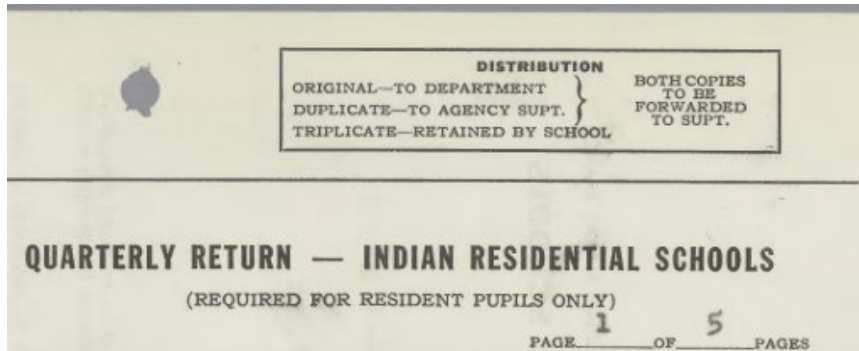 DISTRIBUTION
ORIGINAL—TO DEPARTMENT
DUPLICATE—TO AGENCY SUPT.
TRIPLICATE—RETAINED BY SCHOOL
BOTH COPIES
TO BE
FORWARDED
TO SUPT.
QUARTERLY RETURN — INDIAN RESIDENTIAL SCHOOLS
(REQUIRED FOR RESIDENT PUPILS ONLY)
PAGE 1 OF 5 PAGES